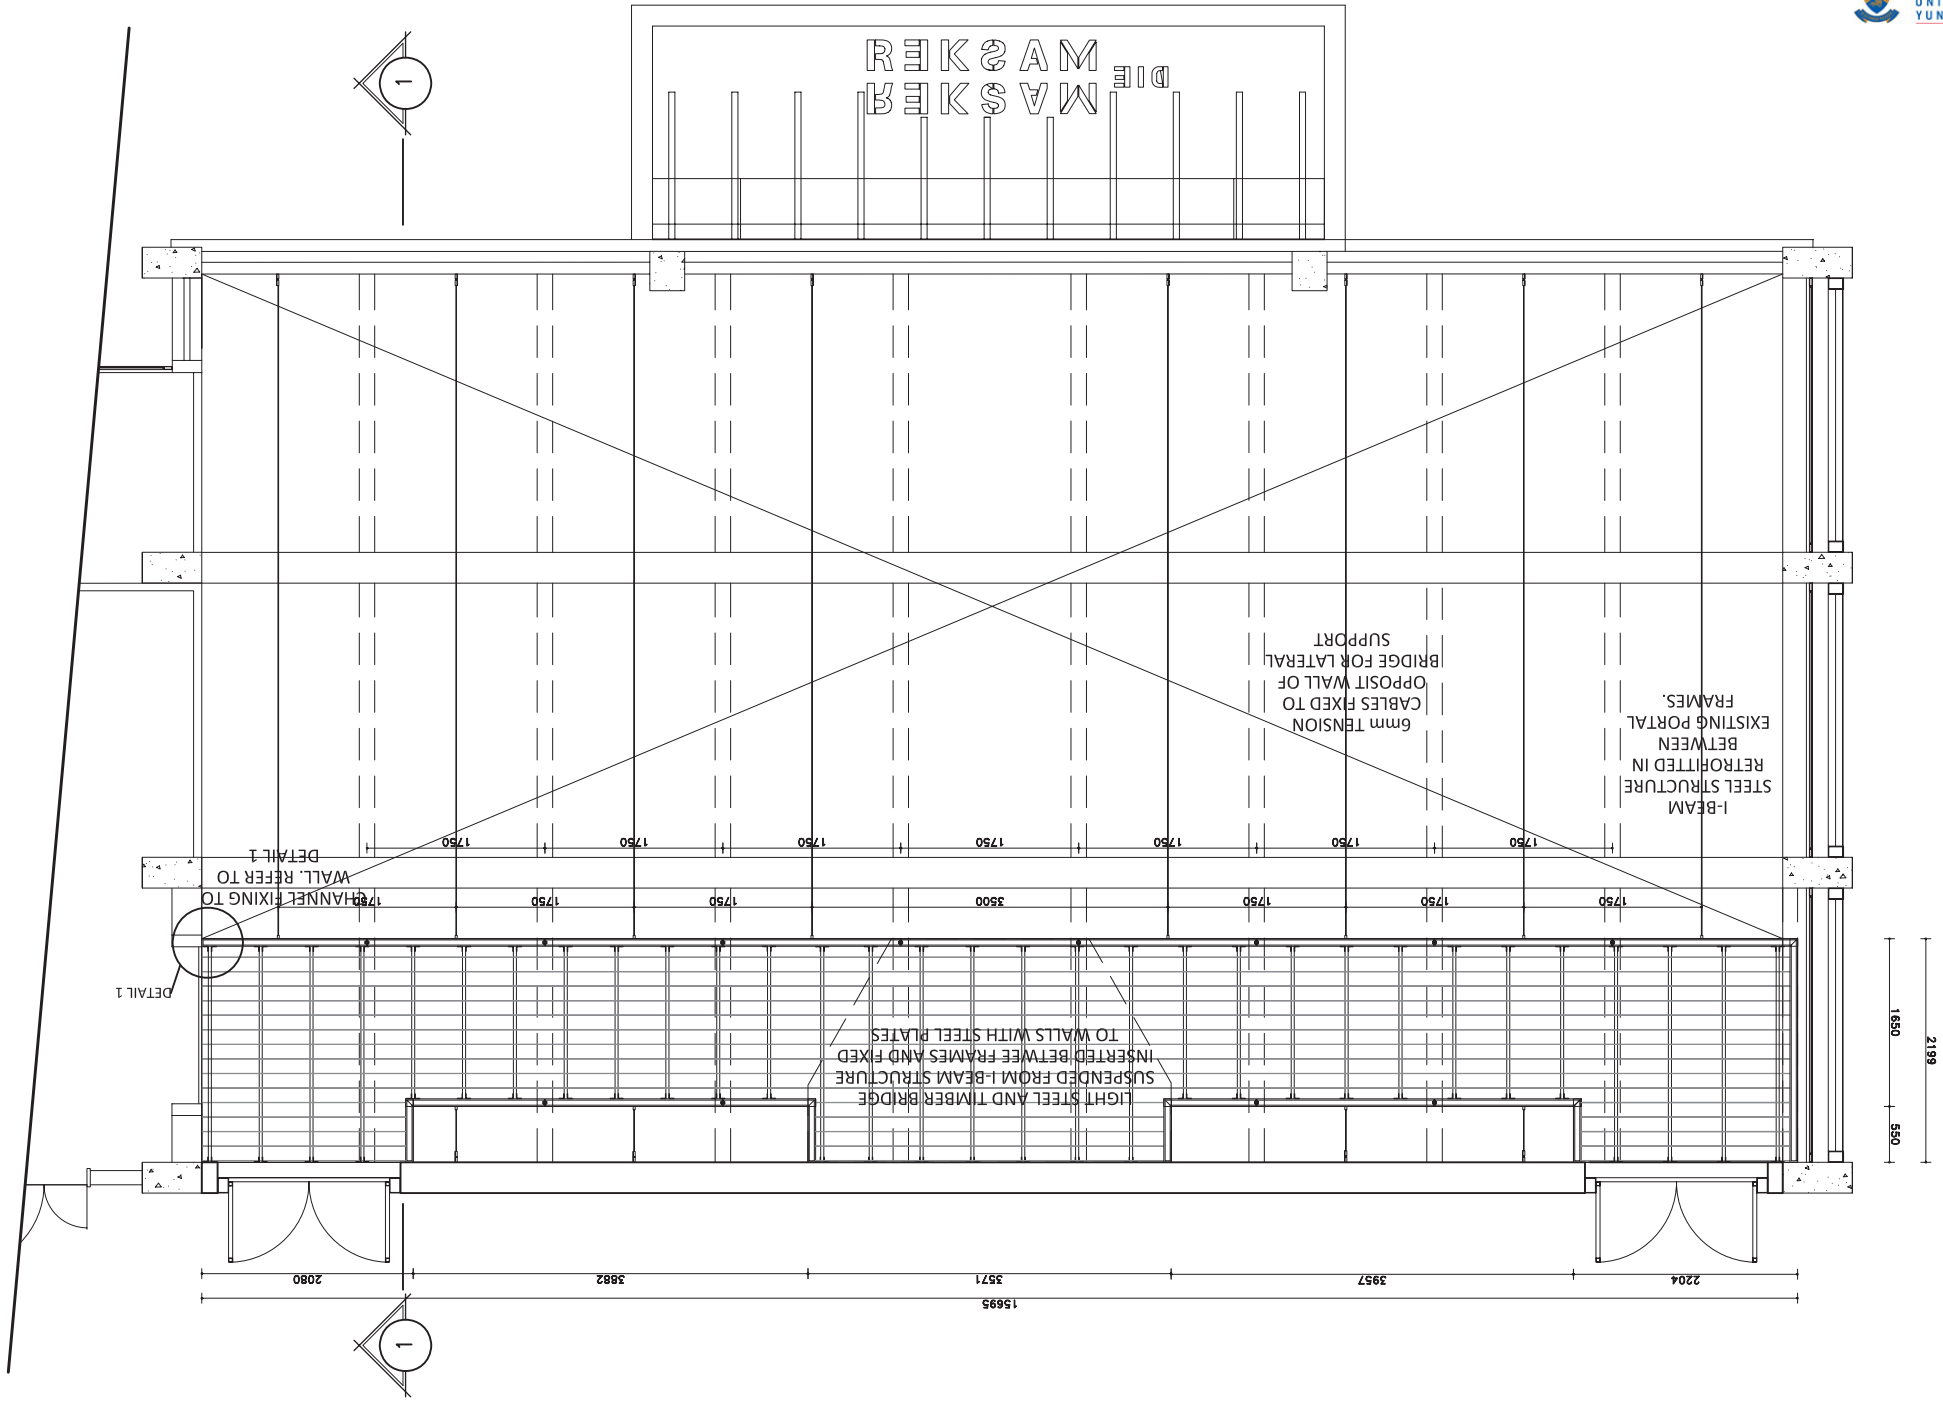 UNI
YUN
1
REKSAM
REKSAM
DIE
6mm TENSION
CABLES FIXED TO
OPPOSIT WALL OF
BRIDGE FOR LATERAL
SUPPORT
I-BEAM
STEEL STRUCTURE
RETROFITTED IN
BETWEEN
EXISTING PORTAL
FRAMES.
1750
1750
1750
1750
1750
1750
1750
CHANNEL FIXING TO
WALL. REFER TO
DETAIL 1
1750
1750
1750
3500
1750
1750
1750
DETAIL 1
LIGHT STEEL AND TIMBER BRIDGE
SUSPENDED FROM I-BEAM STRUCTURE
INSERTED BETWEE FRAMES AND FIXED
TO WALLS WITH STEEL PLATES
1650
2199
550
2080
3882
3571
3957
2204
15695
1